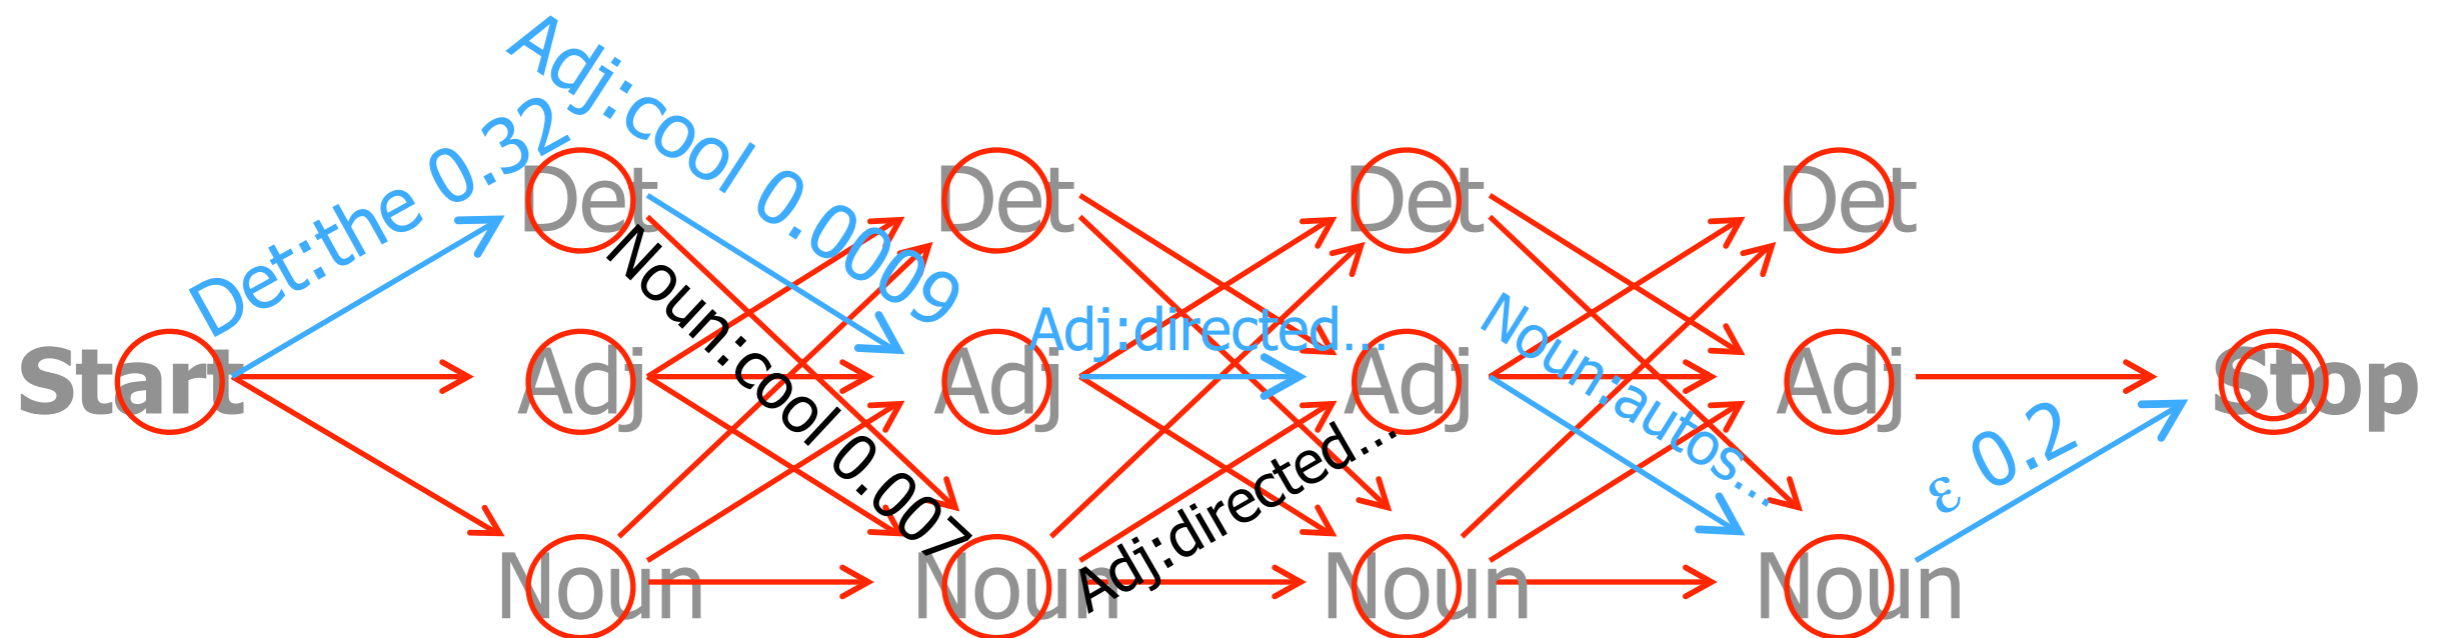 Adj:cool 0.0009
Det:the 0.32
Det Det Det Det
Noun:cool 0.007
Adj:directed...
Noun:autos...
Start Adj Adj Adj Adj Stop
Adj:directed...
ε 0.2
Noun Noun Noun Noun